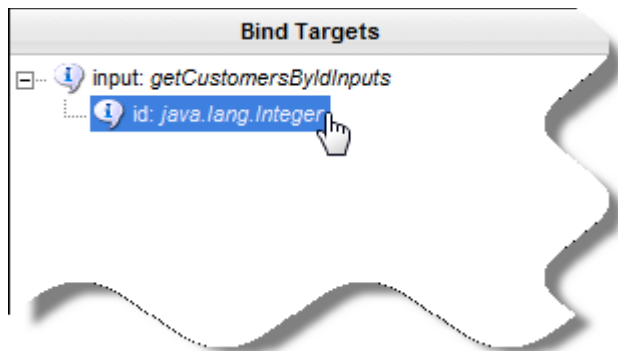 Bind Targets
input: getCustomersByIdInputs
id: java.lang.Integer